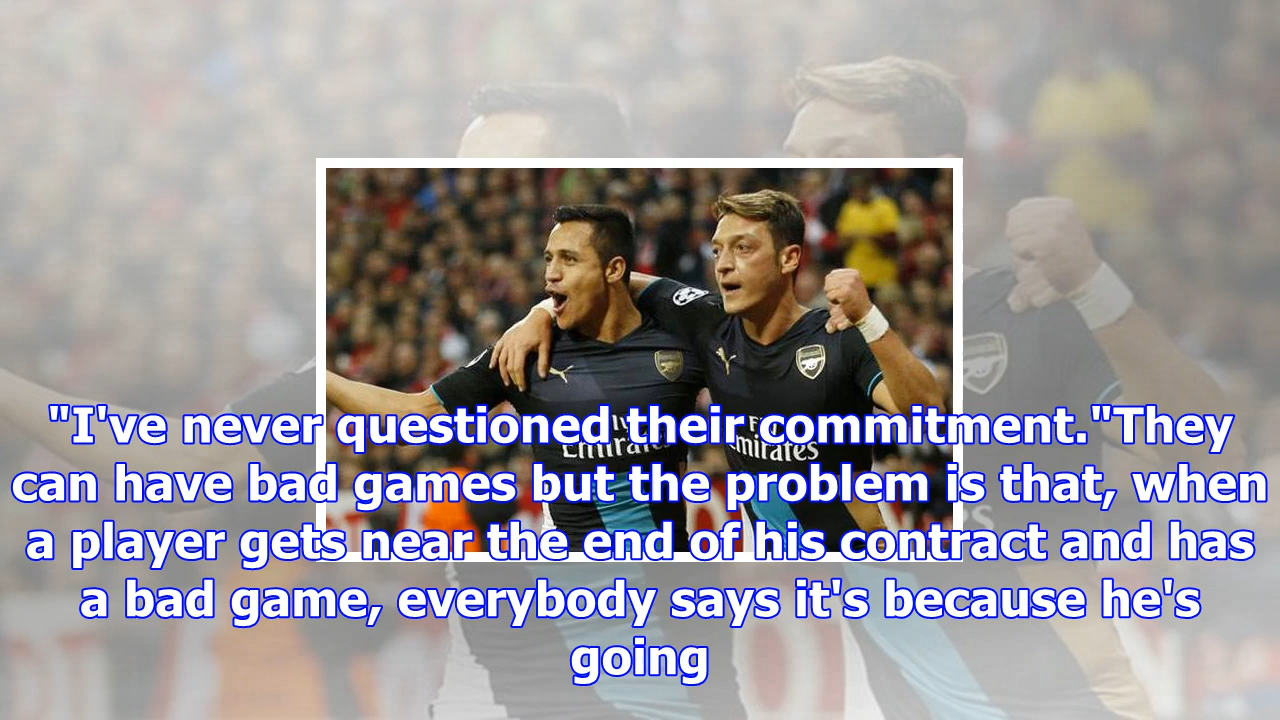 "I've never questioned their commitment."They
can have bad games but the problem is that, when
a player gets near the end of his contract and has
a bad game, everybody says it's because he's
going
Emirates